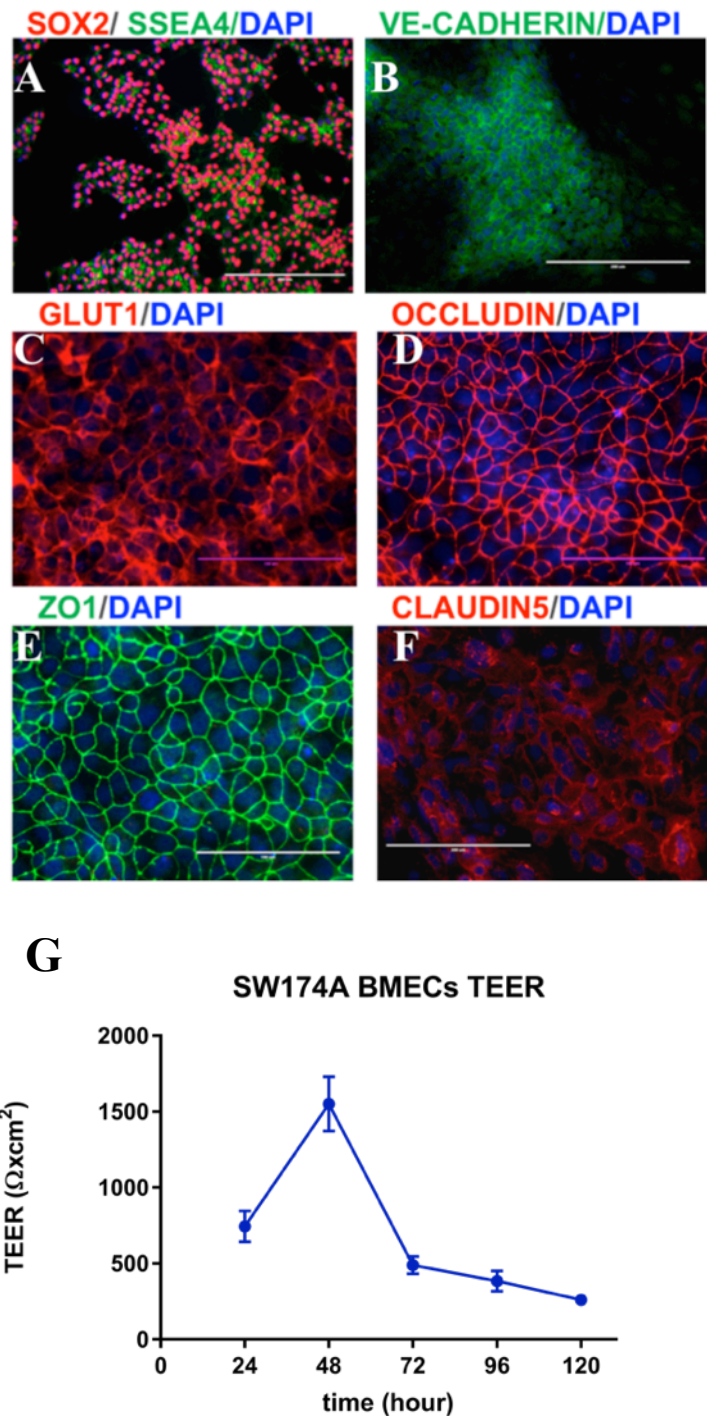 SOX2/ SSEA4/DAPI
A
VE-CADHERIN/DAPI
B
GLUT1/DAPI
C
OCCLUDIN/DAPI
D
ZO1/DAPI
E
CLAUDIN5/DAPI
F
G
SW174A BMECs TEER
TEER (Ωxcm²)
2000
1500
1000
500
0
0 24 48 72 96 120
time (hour)